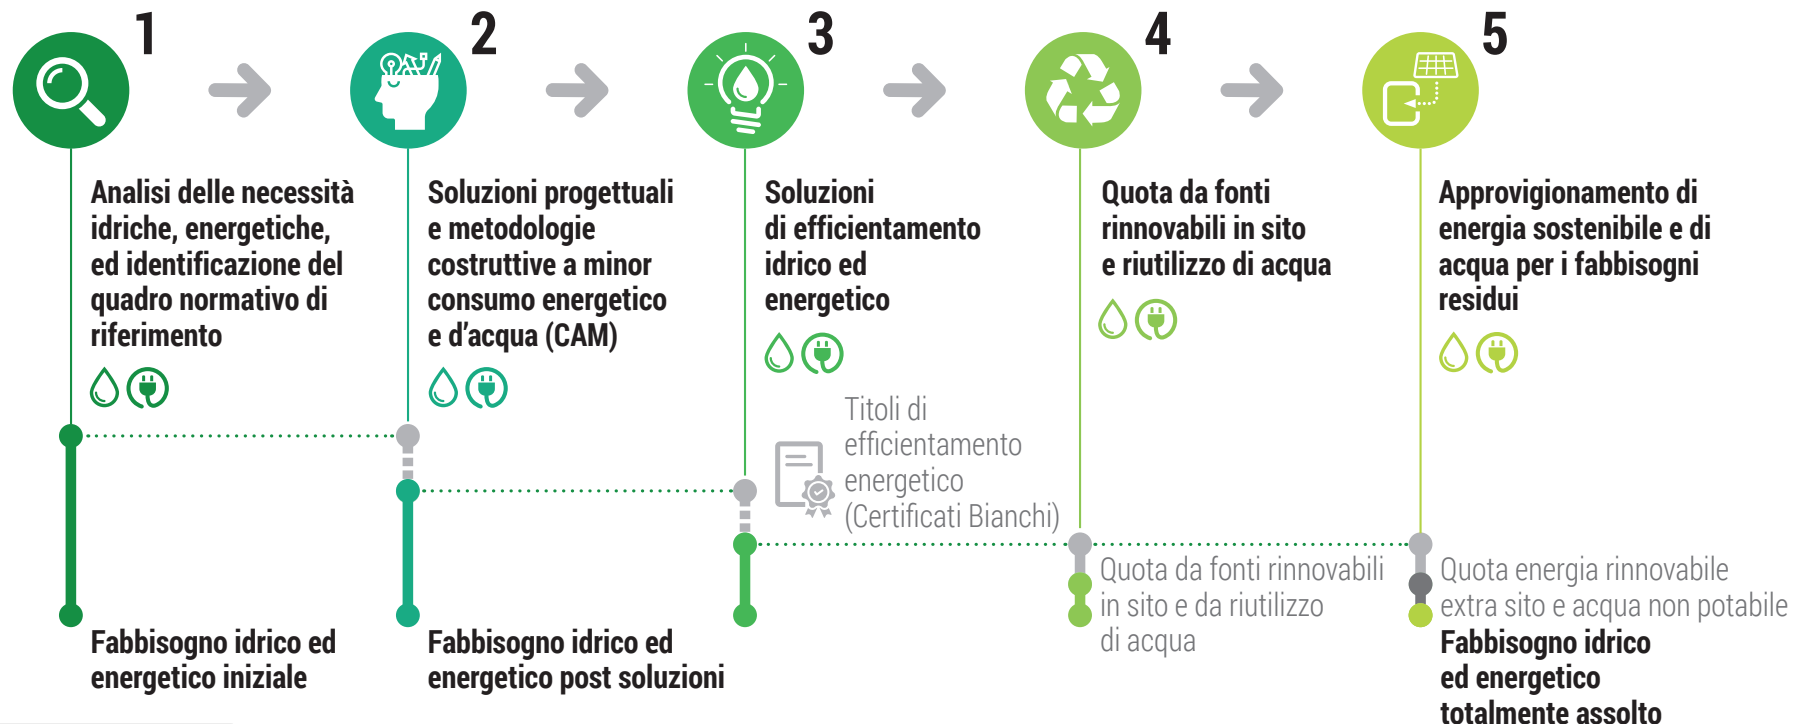 1
Analisi delle necessità
idriche, energetiche,
ed identificazione del
quadro normativo di
riferimento
Fabbisogno idrico ed
energetico iniziale
2
Soluzioni progettuali
e metodologie
costruttive a minor
consumo energetico
e d’acqua (CAM)
Fabbisogno idrico ed
energetico post soluzioni
3
Soluzioni
di efficientamento
idrico ed
energetico
Titoli di
efficientamento
energetico
(Certificati Bianchi)
4
Quota da fonti
rinnovabili in sito
e riutilizzo di acqua
Quota da fonti rinnovabili
in sito e da riutilizzo
di acqua
5
Approvigionamento di
energia sostenibile e di
acqua per i fabbisogni
residui
Quota energia rinnovabile
extra sito e acqua non potabile
Fabbisogno idrico
ed energetico
totalmente assolto